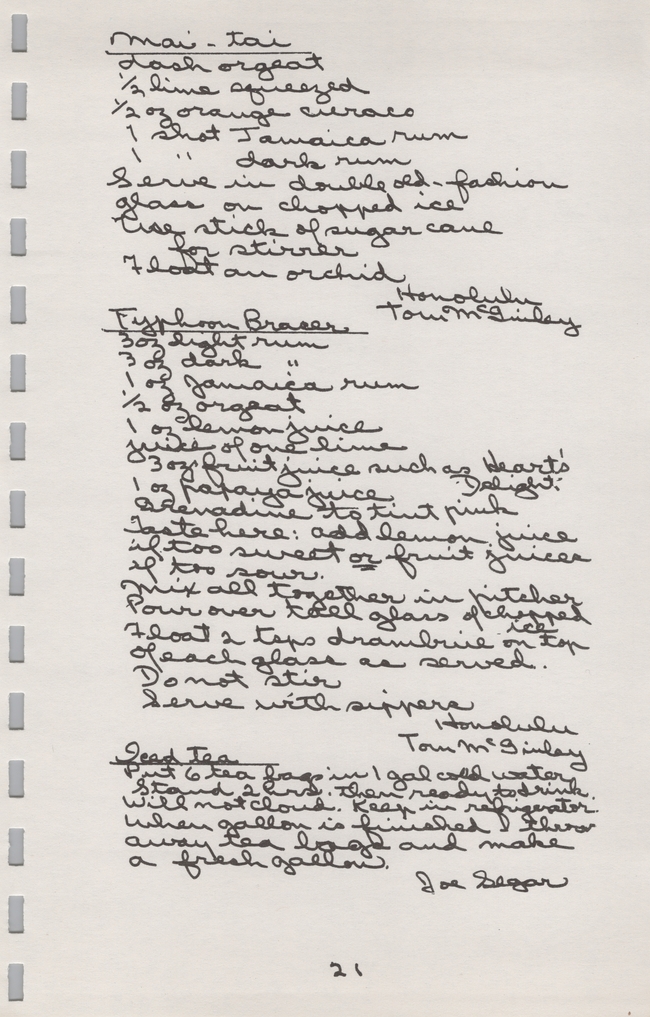 Mai-tai
dash orgeat
1/2 lime squeezed
1/2 oz orange curaco
1 shot Jamaica rum
1 " dark rum
Serve in double old-fashion
glass on chopped ice
Use stick of sugar cane
for stirrer
Float an orchid
Honolulu
Tom McGinley
Typhoon Bracer
3 oz light rum
3 oz dark "
1 oz Jamaica rum
1/2 oz orgeat
1 oz lemon juice
juice of one lime
3 oz fruit juice such as Heart's
Delight.
1 oz papaya juice
Grenadine to tint pink
Taste here: add lemon juice
if too sweet or fruit juices
if too sour.
Mix all together in pitcher
Pour over tall glass of chopped
ice
Float 2 tsps drambuie on top
of each glass as served.
Do not stir
Serve with sippers
Honolulu
Tom McGinley
Iced tea
Put 6 tea bags in 1 gal cold water
Stand 2 hrs. then ready to drink.
Will not cloud. Keep in refrigerator.
When gallon is finished I throw
away tea bags and make
a fresh gallon.
Joe Segar
21